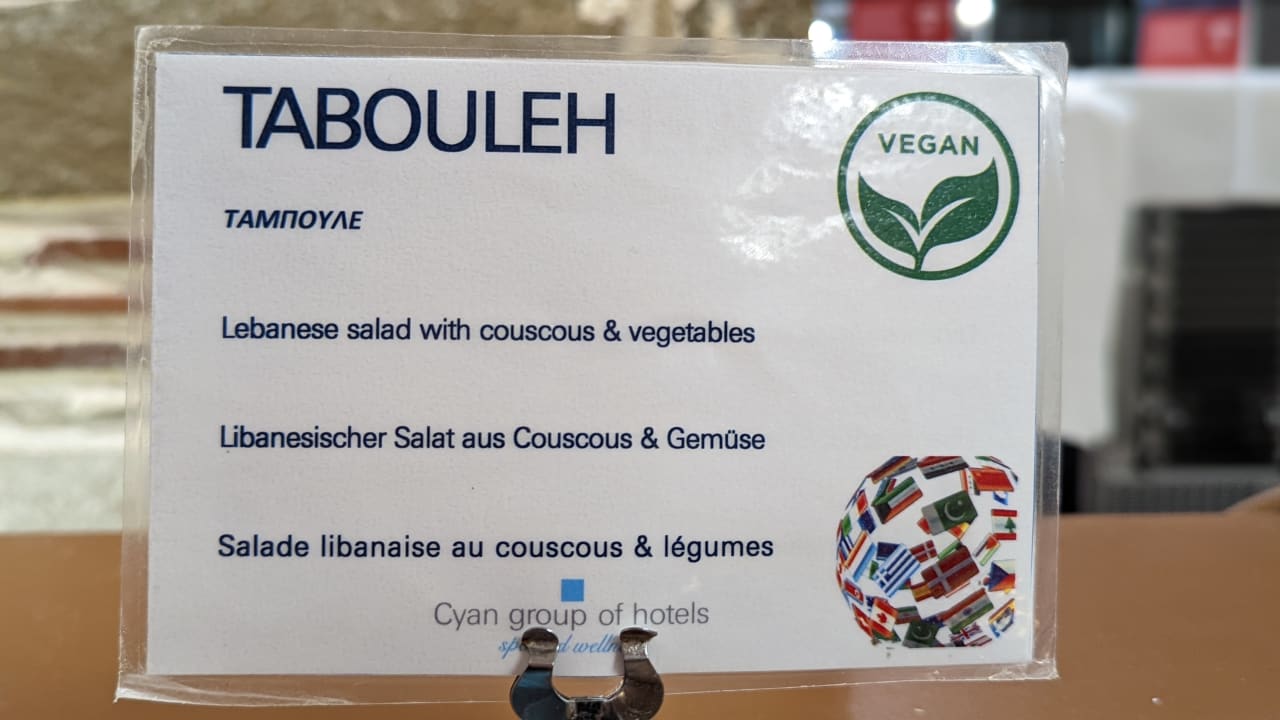 TABOULEH
VEGAN
ΤΑΜΠΟΥΛΕ
Lebanese salad with couscous & vegetables
Libanesischer Salat aus Couscous & Gemüse
Salade libanaise au couscous & légumes
Cyan group of hotels